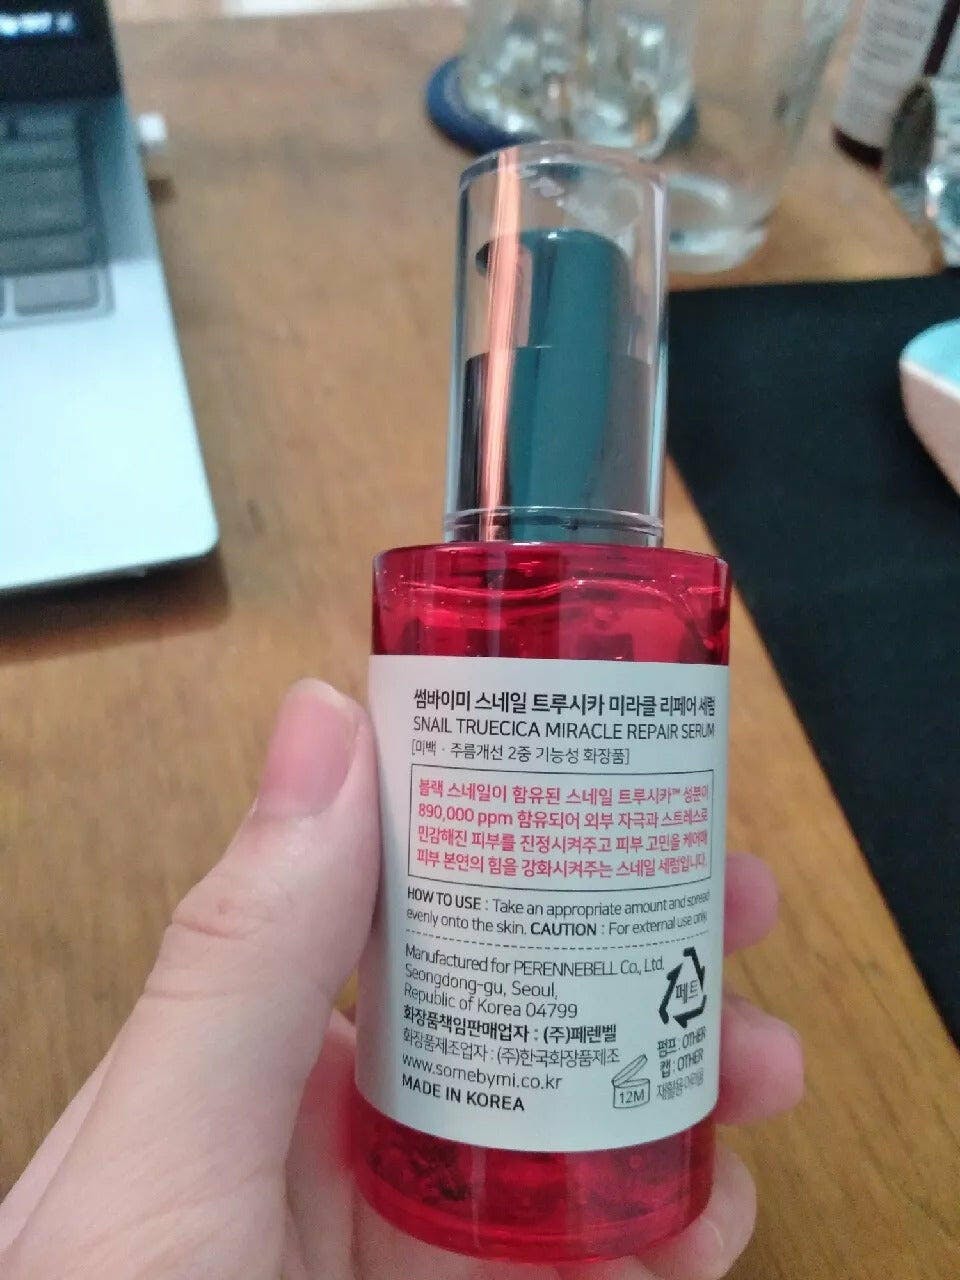 썸바이미 스네일 트루시카 미라클 리페어 세럼
SNAIL TRUECICA MIRACLE REPAIR SERUM
[미백 · 주름개선 2중 기능성 화장품]
블랙 스네일이 함유된 스네일 트루시카™ 성분이
890,000 ppm 함유되어 외부 자극과 스트레스로
민감해진 피부를 진정시켜주고 피부 고민을 케어해
피부 본연의 힘을 강화시켜주는 스네일 세럼입니다.
HOW TO USE : Take an appropriate amount and spread
evenly onto the skin. CAUTION : For external use only.
Manufactured for PERENNEBELL Co., Ltd.
Seongdong-gu, Seoul,
Republic of Korea 04799
화장품책임판매업자 : (주)페렌벨
화장품제조업자 : (주)한국화장품제조
www.somebymi.co.kr
MADE IN KOREA
페트
펌프 : OTHER
캡 : OTHER
재활용 어려움
12M